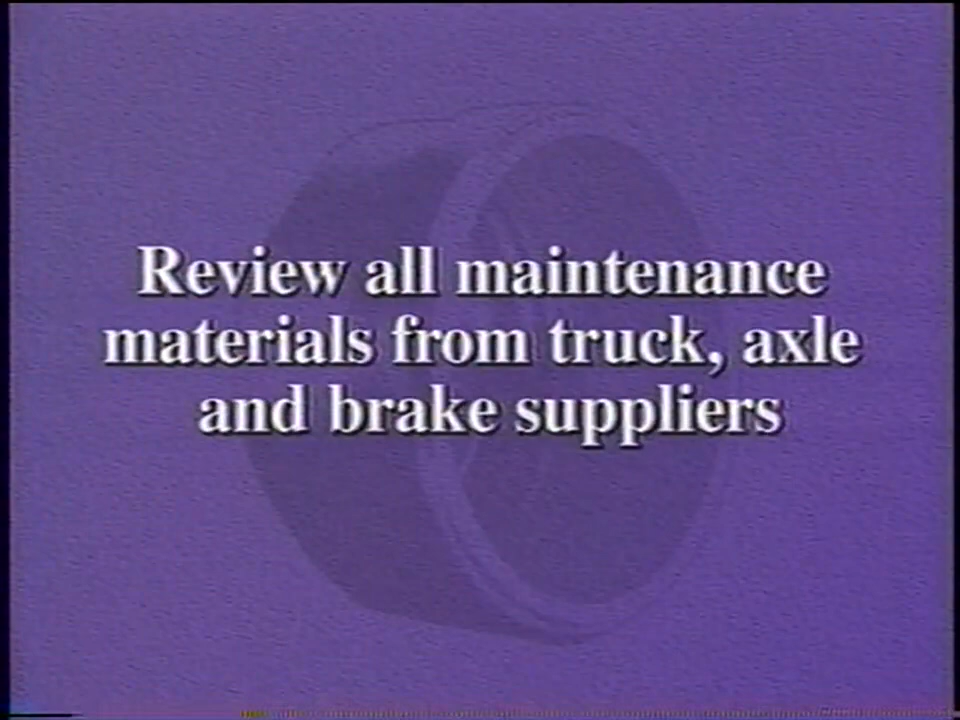 Review all maintenance
materials from truck, axle
and brake suppliers